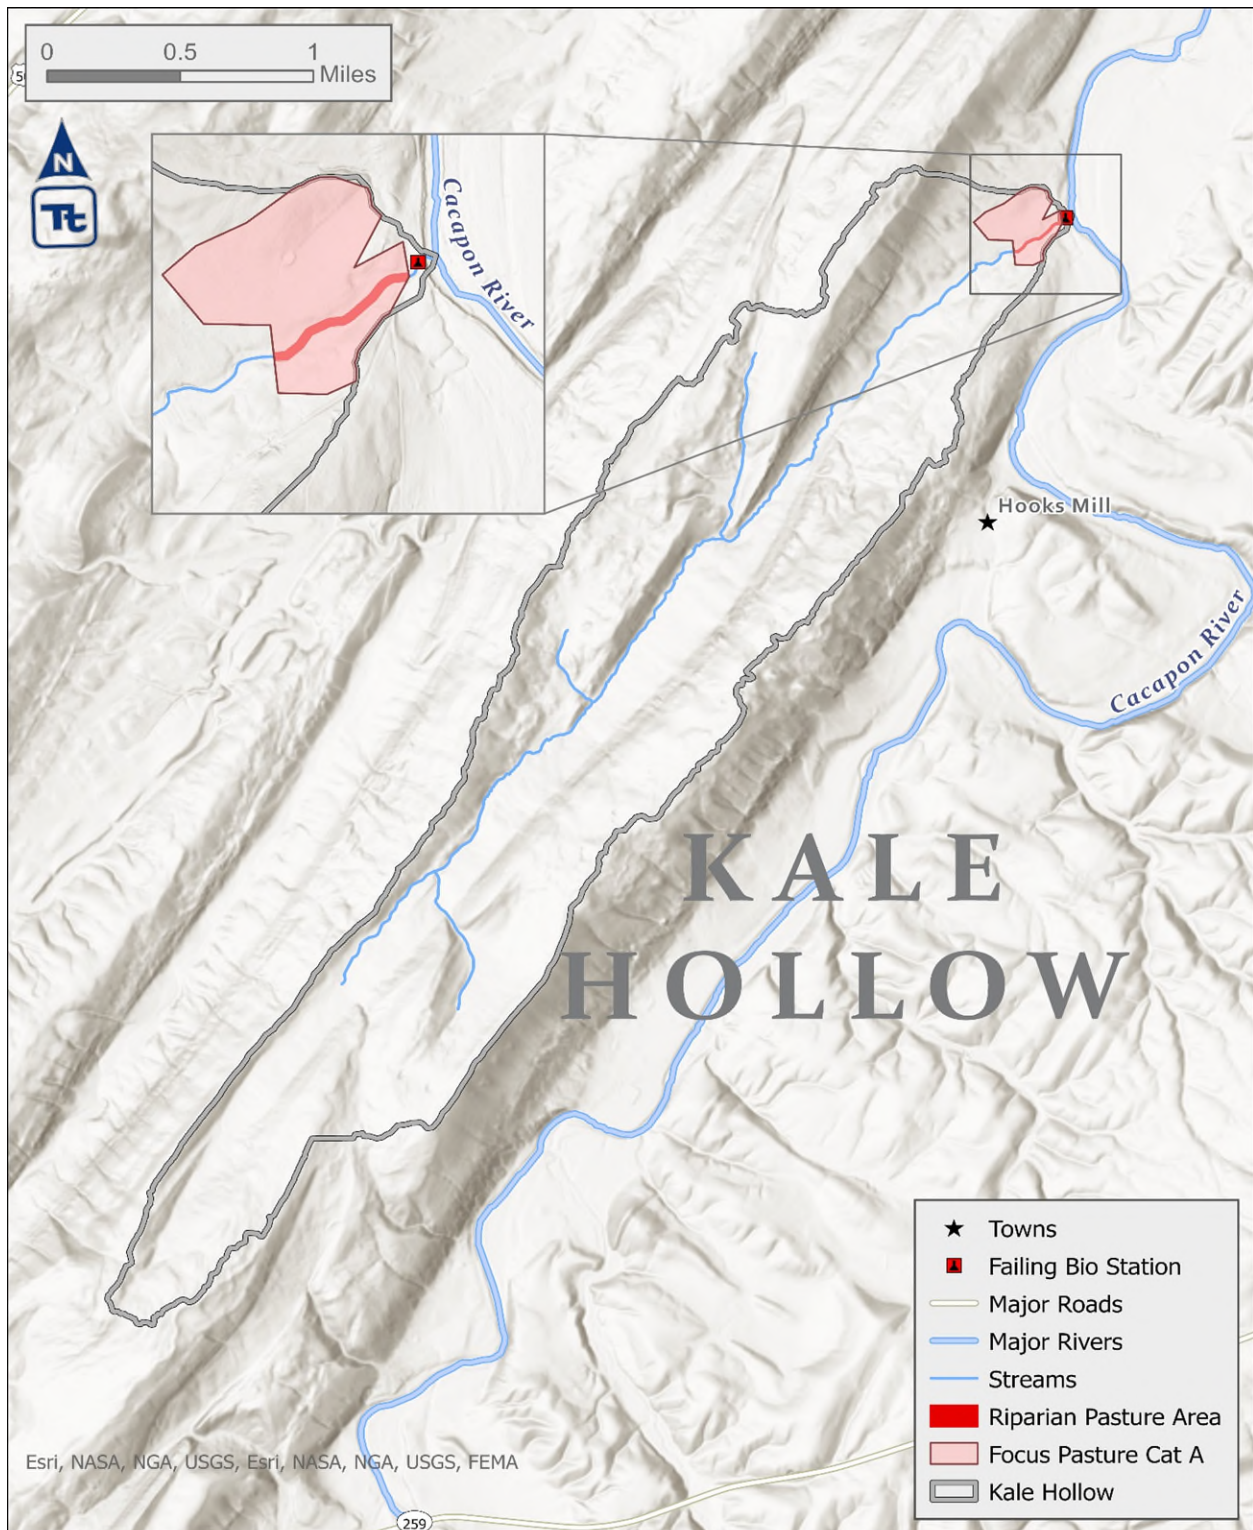 0 0.5 1
Miles
N
Tt
Cacapon River
Hooks Mill
Cacapon River
KALE
HOLLOW
Towns
Failing Bio Station
Major Roads
Major Rivers
Streams
Riparian Pasture Area
Focus Pasture Cat A
Kale Hollow
Esri, NASA, NGA, USGS, Esri, NASA, NGA, USGS, FEMA
259